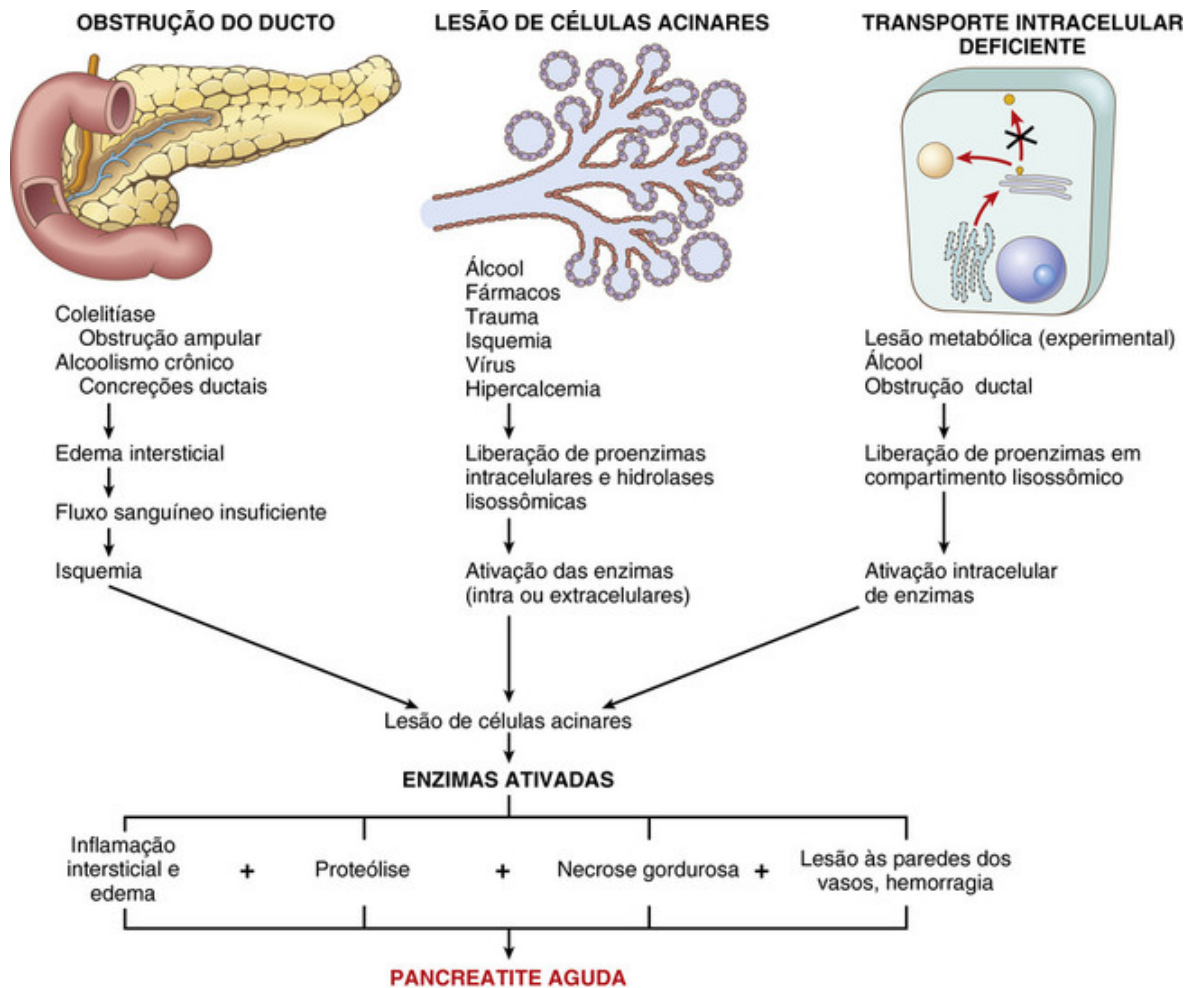 OBSTRUÇÃO DO DUCTO
Colelitíase
Obstrução ampular
Alcoolismo crônico
Concreções ductais
Edema intersticial
Fluxo sanguíneo insuficiente
Isquemia
LESÃO DE CÉLULAS ACINARES
Álcool
Fármacos
Trauma
Isquemia
Vírus
Hipercalcemia
Liberação de proenzimas
intracelulares e hidrolases
lisossômicas
Ativação das enzimas
(intra ou extracelulares)
TRANSPORTE INTRACELULAR
DEFICIENTE
Lesão metabólica (experimental)
Álcool
Obstrução ductal
Liberação de proenzimas em
compartimento lisossômico
Ativação intracelular
de enzimas
Lesão de células acinares
ENZIMAS ATIVADAS
Inflamação
intersticial e
edema
+
Proteólise
+
Necrose gordurosa
+
Lesão às paredes dos
vasos, hemorragia
PANCREATITE AGUDA